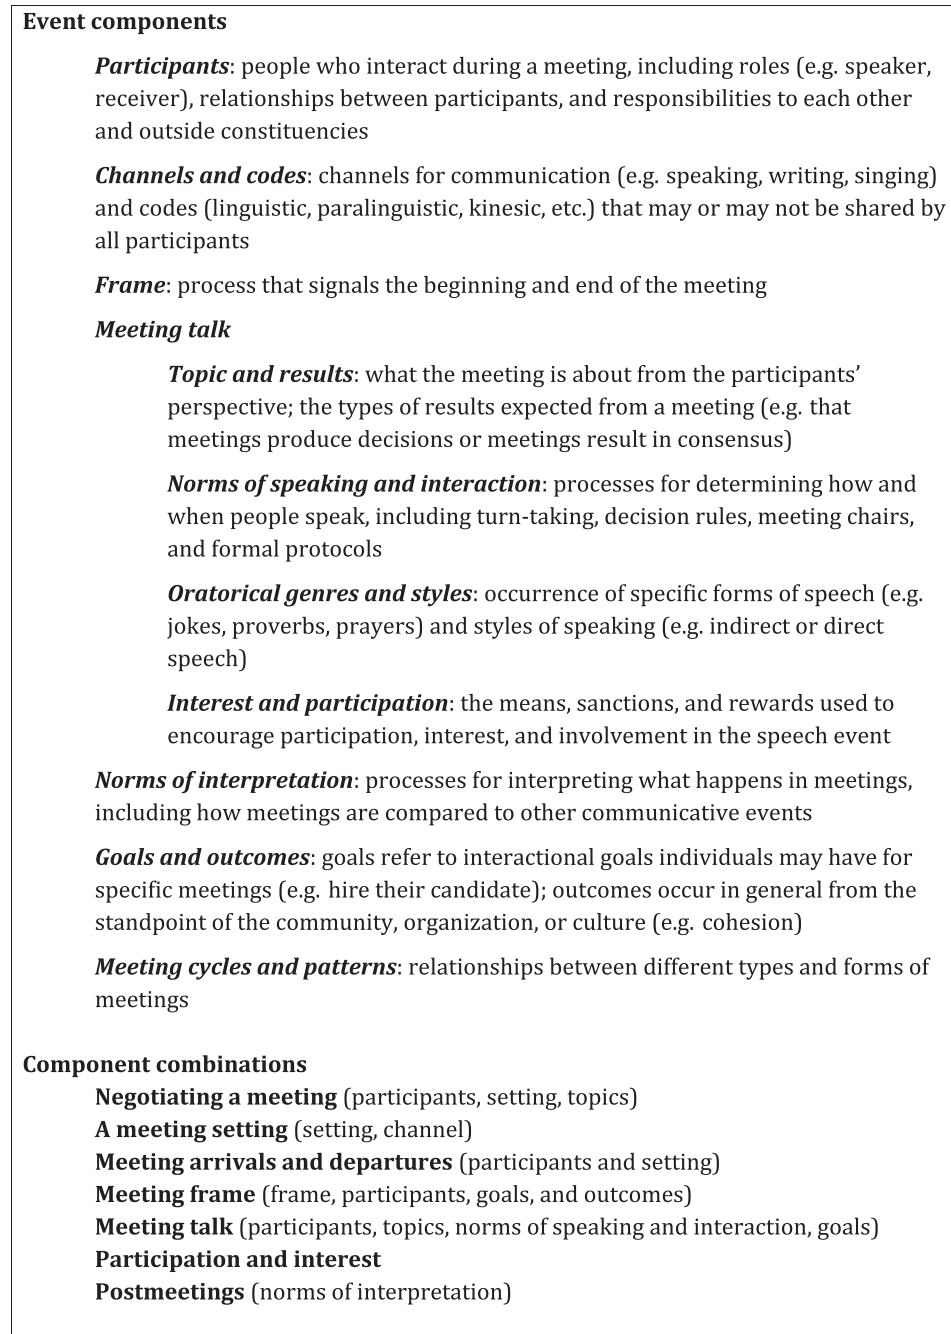 Event components
Participants: people who interact during a meeting, including roles (e.g. speaker,
receiver), relationships between participants, and responsibilities to each other
and outside constituencies
Channels and codes: channels for communication (e.g. speaking, writing, singing)
and codes (linguistic, paralinguistic, kinesic, etc.) that may or may not be shared by
all participants
Frame: process that signals the beginning and end of the meeting
Meeting talk
Topic and results: what the meeting is about from the participants’
perspective; the types of results expected from a meeting (e.g. that
meetings produce decisions or meetings result in consensus)
Norms of speaking and interaction: processes for determining how and
when people speak, including turn-taking, decision rules, meeting chairs,
and formal protocols
Oratorical genres and styles: occurrence of specific forms of speech (e.g.
jokes, proverbs, prayers) and styles of speaking (e.g. indirect or direct
speech)
Interest and participation: the means, sanctions, and rewards used to
encourage participation, interest, and involvement in the speech event
Norms of interpretation: processes for interpreting what happens in meetings,
including how meetings are compared to other communicative events
Goals and outcomes: goals refer to interactional goals individuals may have for
specific meetings (e.g. hire their candidate); outcomes occur in general from the
standpoint of the community, organization, or culture (e.g. cohesion)
Meeting cycles and patterns: relationships between different types and forms of
meetings
Component combinations
Negotiating a meeting (participants, setting, topics)
A meeting setting (setting, channel)
Meeting arrivals and departures (participants and setting)
Meeting frame (frame, participants, goals, and outcomes)
Meeting talk (participants, topics, norms of speaking and interaction, goals)
Participation and interest
Postmeetings (norms of interpretation)